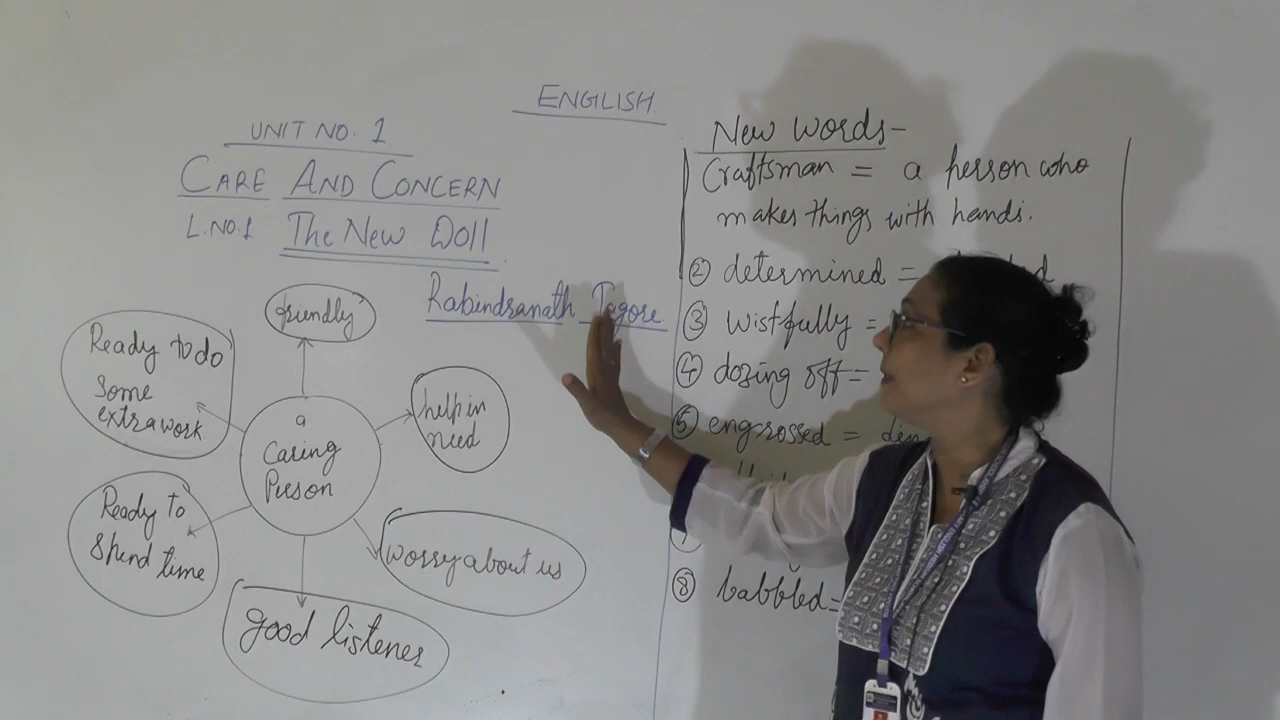 ENGLISH
UNIT NO. 1
CARE AND CONCERN
L.NO.1 The New Doll
Rabindranath Tagore
friendly
Ready to do
some
extra work
help in
need
a
Caring
Person
Ready to
spend time
worry about us
good listener
New words-
Craftsman = a person who
makes things with hands.
② determined =
③ wistfully =
④ dozing off =
⑤ engrossed =
⑧ babbled =